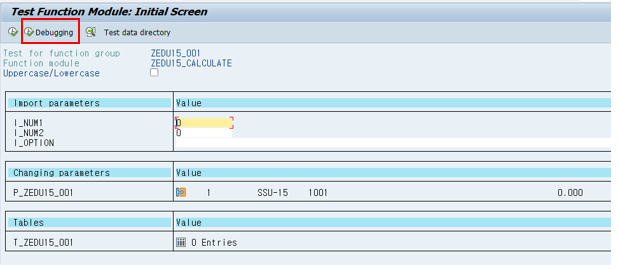 Test Function Module: Initial Screen
Debugging Test data directory
Test for function group ZEDU15_001
Function module ZEDU15_CALCULATE
Uppercase/Lowercase
Import parameters Value
I_NUM1 0
I_NUM2 0
I_OPTION
Changing parameters Value
P_ZEDU15_001 1 SSU-15 1001 0.000
Tables Value
T_ZEDU15_001 0 Entries